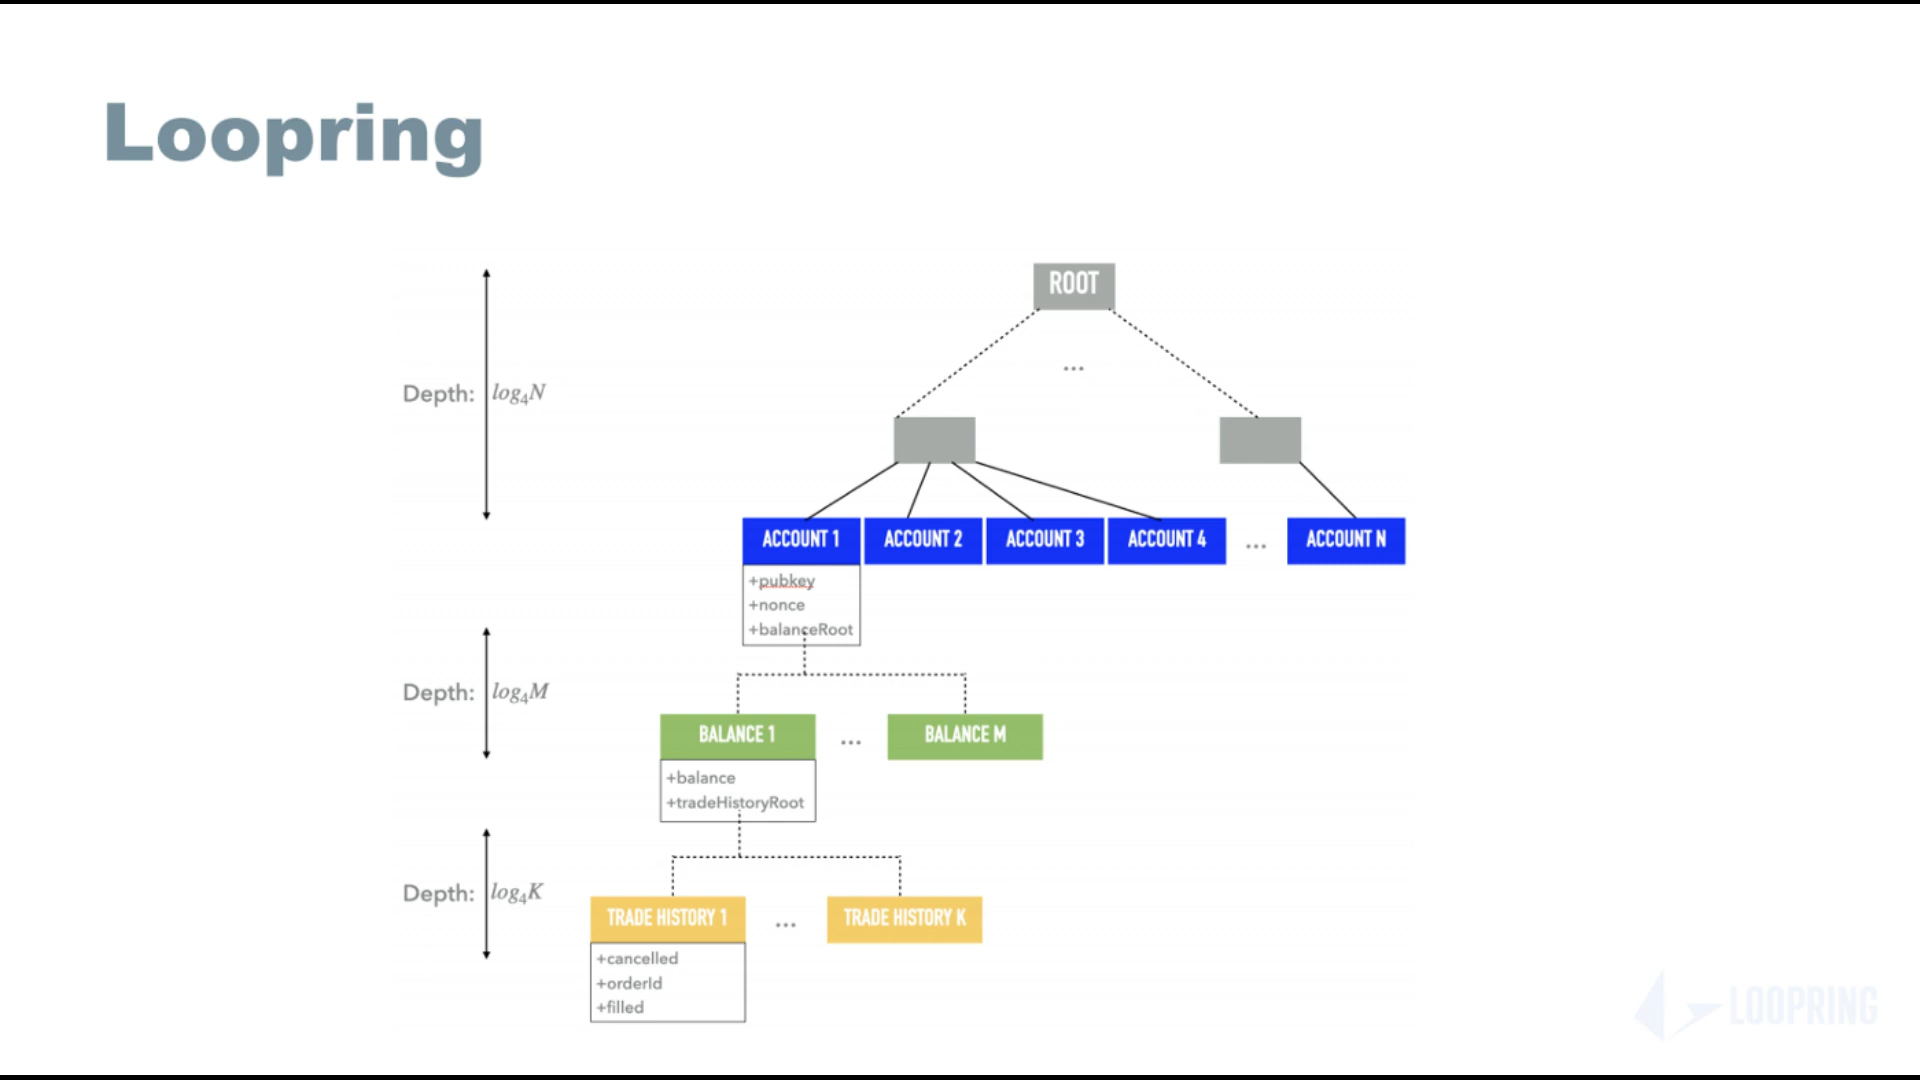 Loopring
ROOT
...
Depth: log₄N
ACCOUNT 1 ACCOUNT 2 ACCOUNT 3 ACCOUNT 4 ... ACCOUNT N
+pubkey
+nonce
+balanceRoot
Depth: log₄M
BALANCE 1 ... BALANCE M
+balance
+tradeHistoryRoot
Depth: log₄K
TRADE HISTORY 1 ... TRADE HISTORY K
+cancelled
+orderId
+filled
LOOPRING